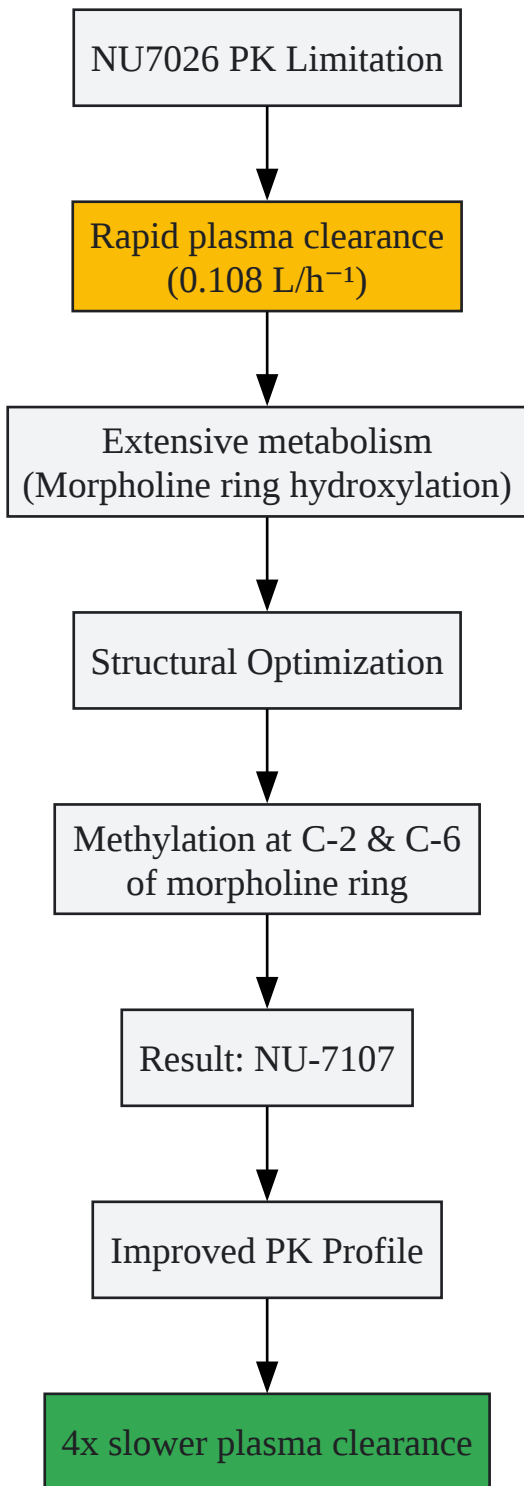 NU7026 PK Limitation
Rapid plasma clearance
(0.108 L/h⁻¹)
Extensive metabolism
(Morpholine ring hydroxylation)
Structural Optimization
Methylation at C-2 & C-6
of morpholine ring
Result: NU-7107
Improved PK Profile
4x slower plasma clearance